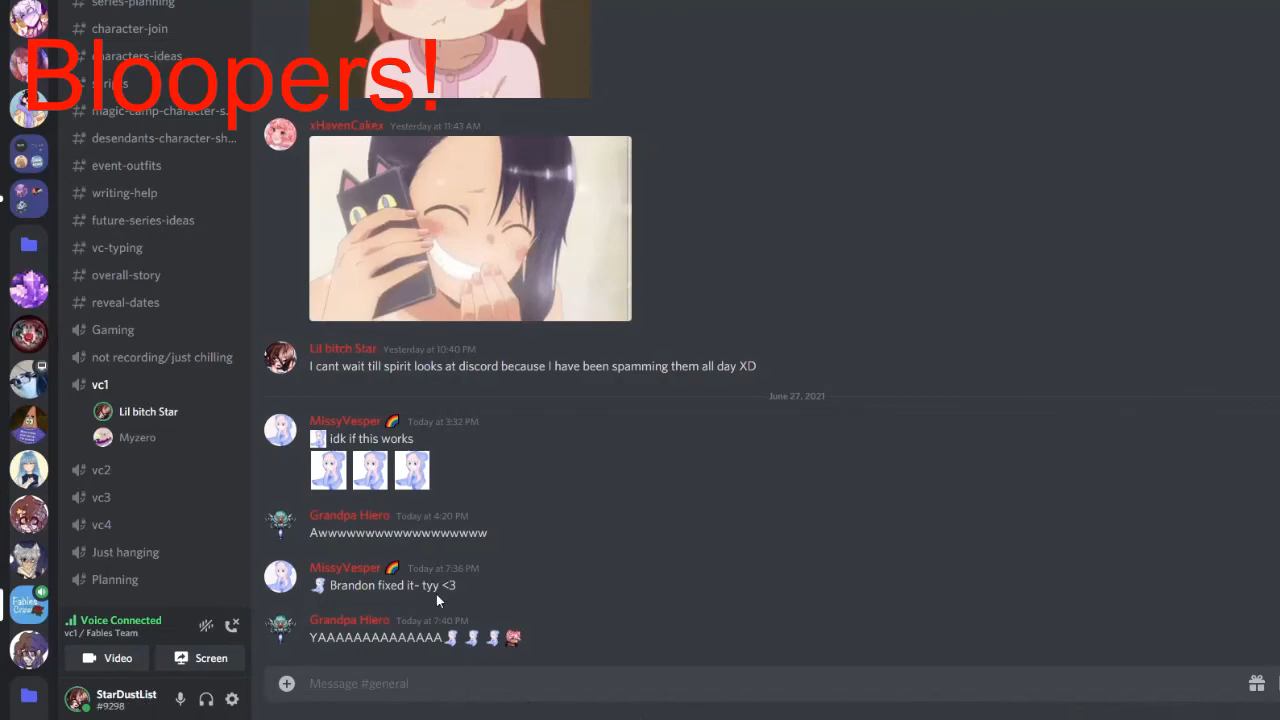 series-planning
character-join
characters-ideas
scripts
magic-camp-character-s...
desendants-character-sh...
event-outfits
writing-help
future-series-ideas
vc-typing
overall-story
reveal-dates
Gaming
not recording/just chilling
vc1
Lil bitch Star
Myzero
vc2
vc3
vc4
Just hanging
Planning
Fables
Crew
Voice Connected
vc1 / Fables Team
Video Screen
StarDustList
#9298
Bloopers!
xHavenCakex Yesterday at 11:43 AM
Lil bitch Star Yesterday at 10:40 PM
I cant wait till spirit looks at discord because I have been spamming them all day XD
June 27, 2021
MissyVesper Today at 3:32 PM
idk if this works
Grandpa Hiero Today at 4:20 PM
Awwwwwwwwwwwwwwwwww
MissyVesper Today at 7:36 PM
Brandon fixed it- tyy <3
Grandpa Hiero Today at 7:40 PM
YAAAAAAAAAAAAAA
Message #general